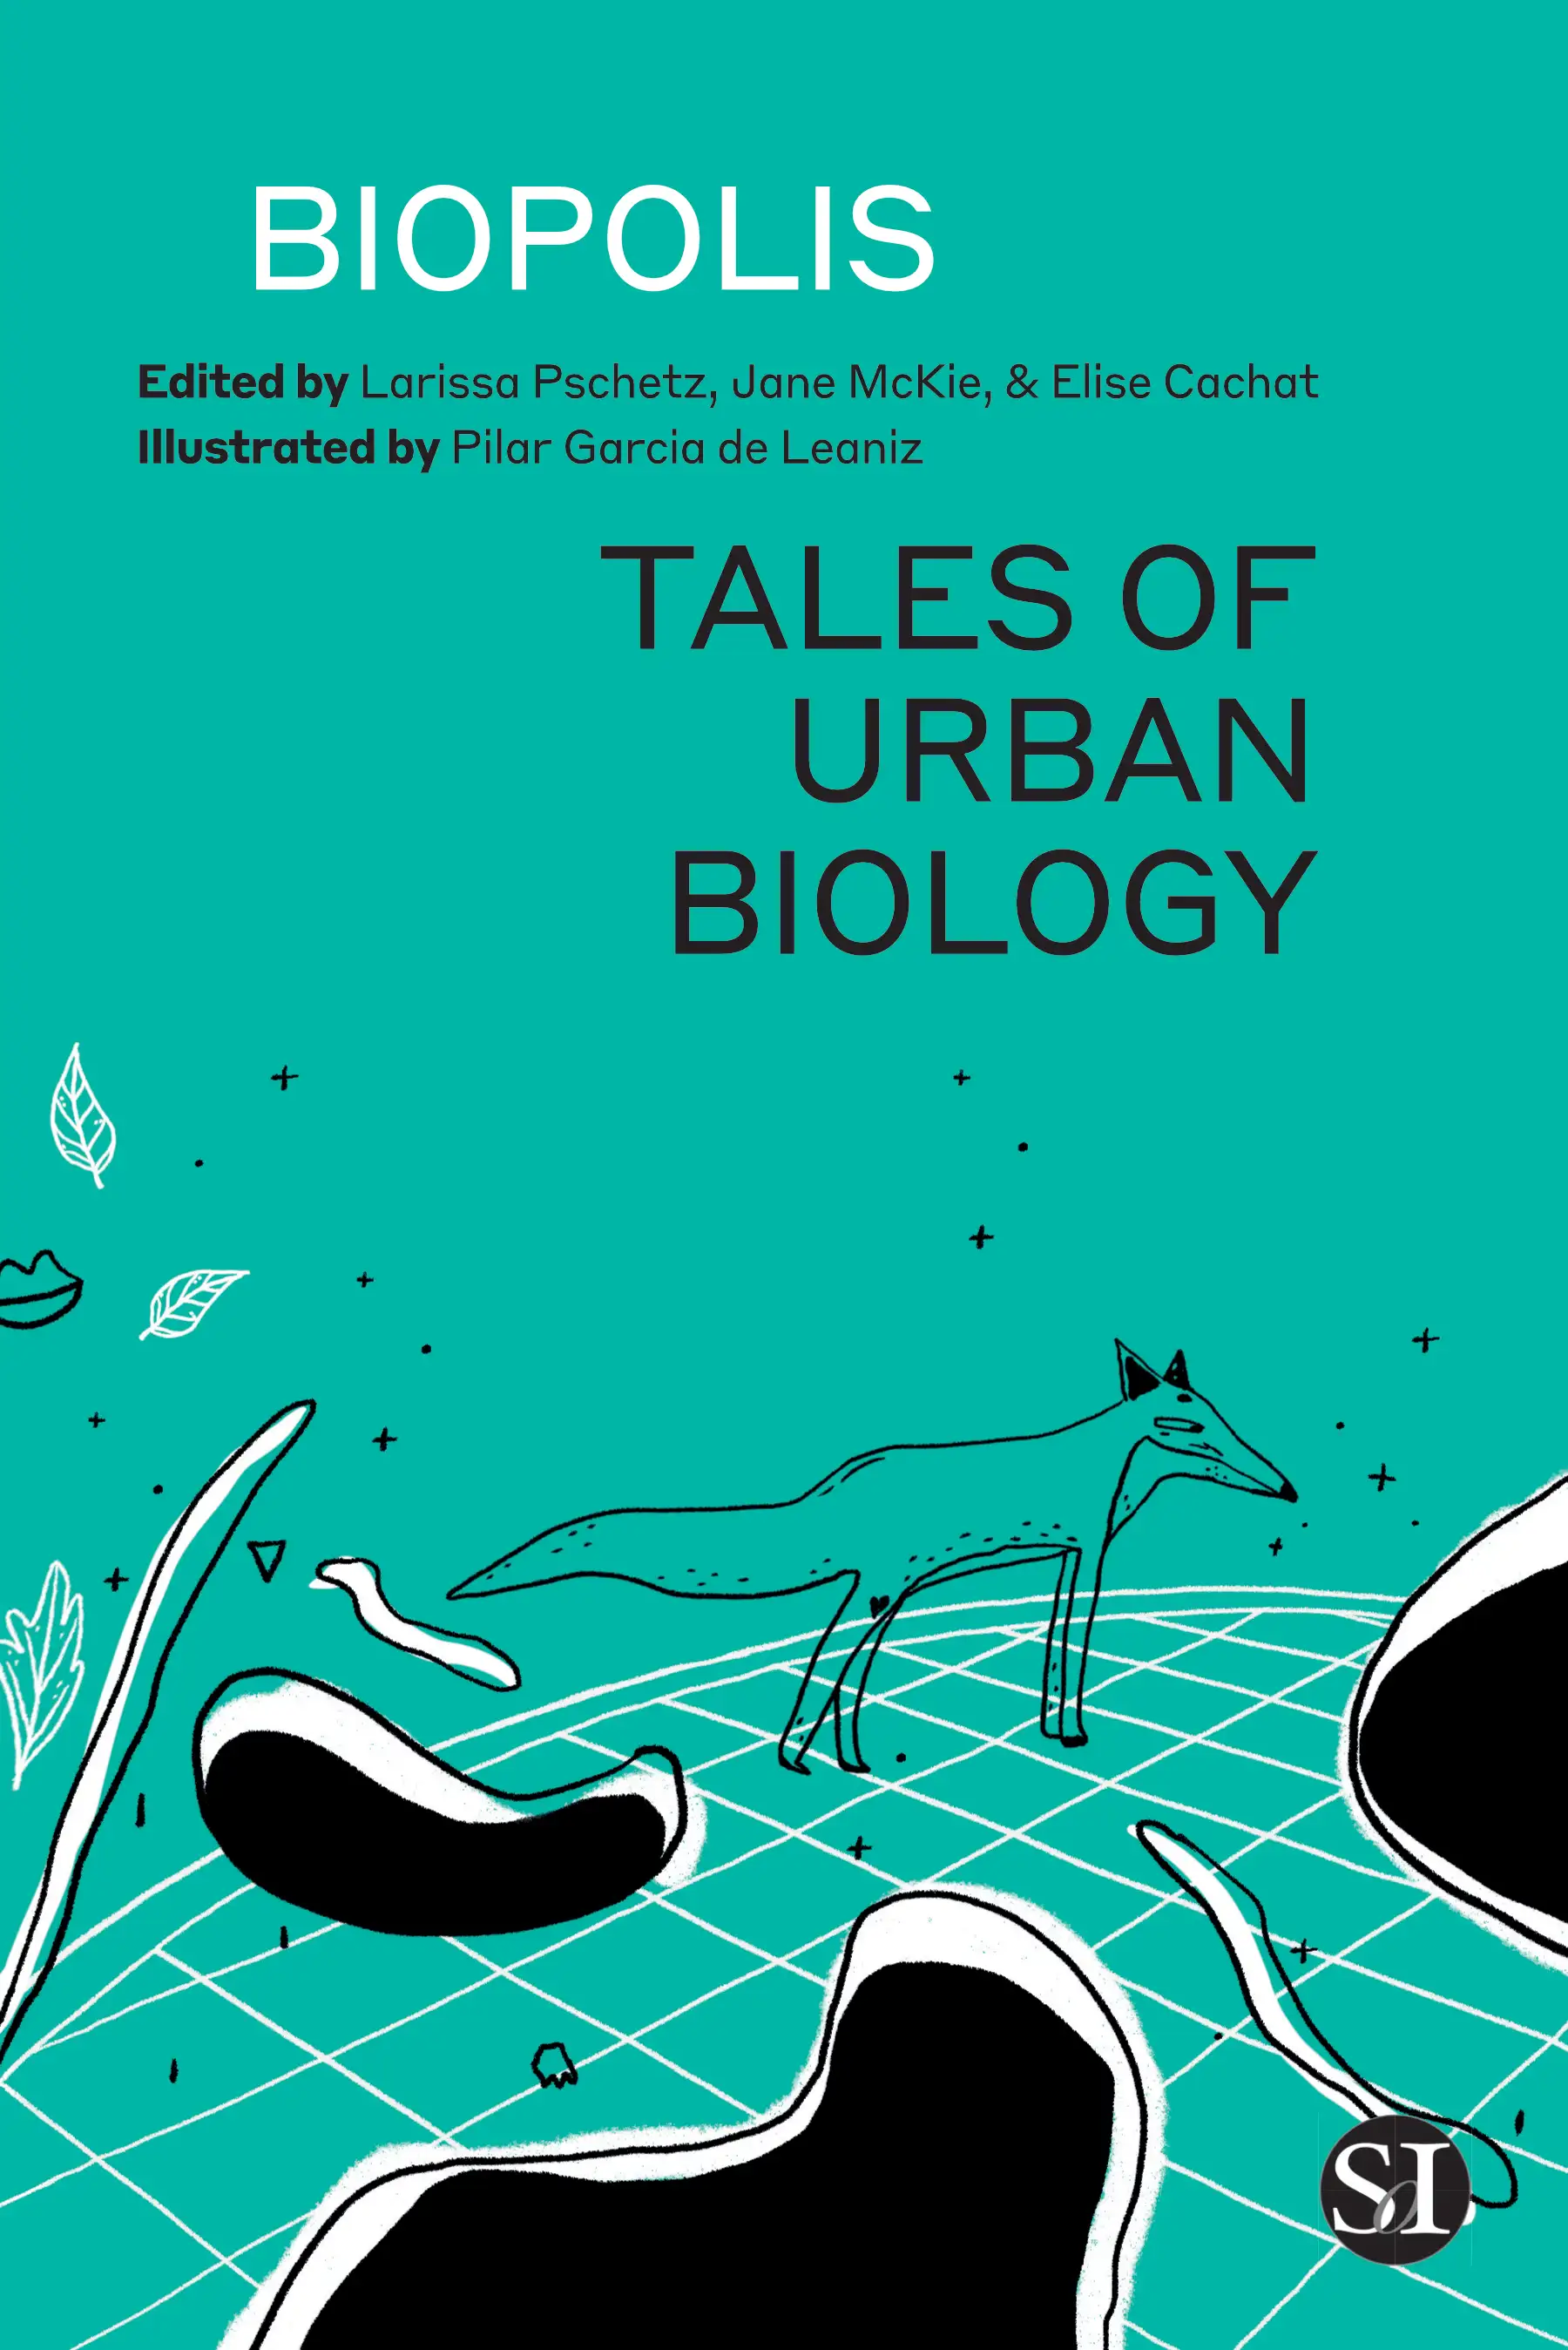 BIOPOLIS
Edited by Larissa Pschetz, Jane McKie, & Elise Cachat
Illustrated by Pilar Garcia de Leaniz
TALES OF
URBAN
BIOLOGY
SI